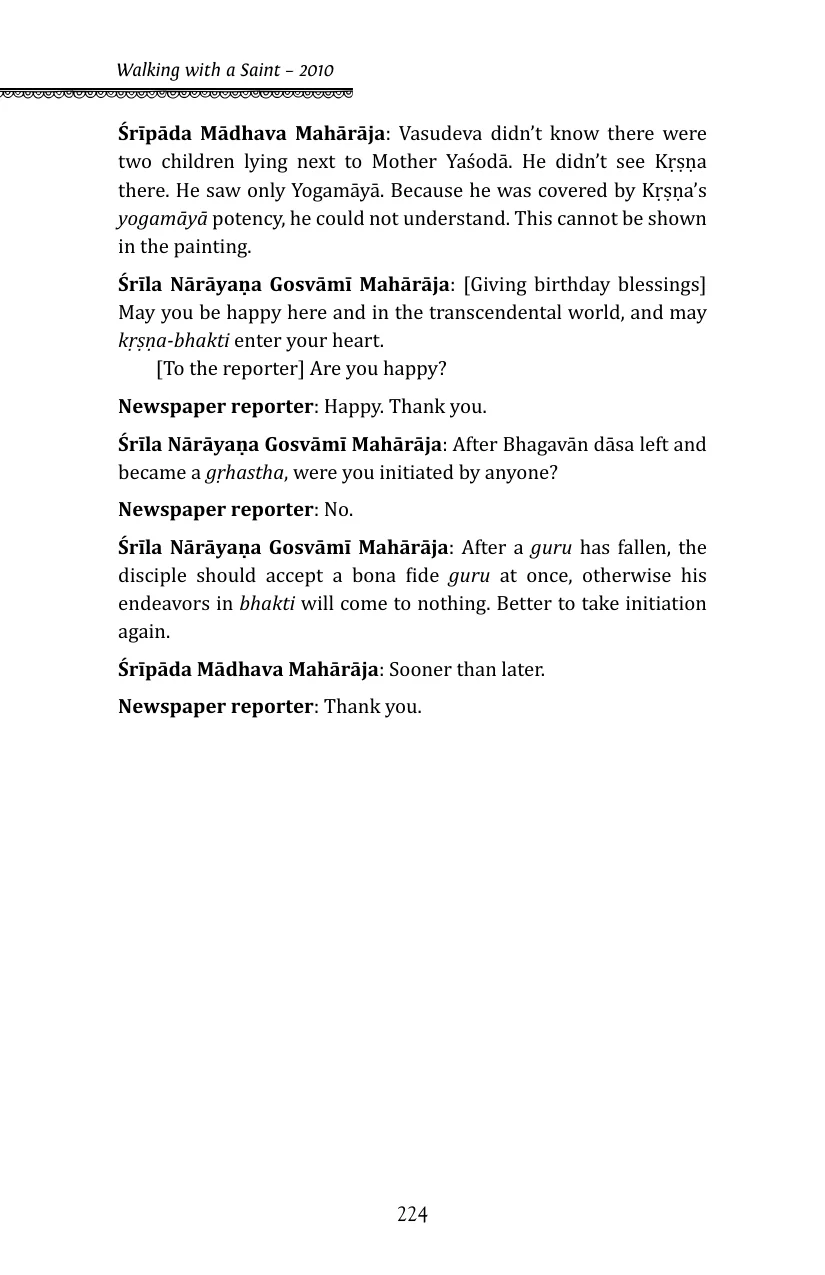 Walking with a Saint – 2010
Śrīpāda Mādhava Mahārāja: Vasudeva didn’t know there were
two children lying next to Mother Yaśodā. He didn’t see Kṛṣṇa
there. He saw only Yogamāyā. Because he was covered by Kṛṣṇa’s
yogamāyā potency, he could not understand. This cannot be shown
in the painting.
Śrīla Nārāyaṇa Gosvāmī Mahārāja: [Giving birthday blessings]
May you be happy here and in the transcendental world, and may
kṛṣṇa-bhakti enter your heart.
[To the reporter] Are you happy?
Newspaper reporter: Happy. Thank you.
Śrīla Nārāyaṇa Gosvāmī Mahārāja: After Bhagavān dāsa left and
became a gṛhastha, were you initiated by anyone?
Newspaper reporter: No.
Śrīla Nārāyaṇa Gosvāmī Mahārāja: After a guru has fallen, the
disciple should accept a bona fide guru at once, otherwise his
endeavors in bhakti will come to nothing. Better to take initiation
again.
Śrīpāda Mādhava Mahārāja: Sooner than later.
Newspaper reporter: Thank you.
224